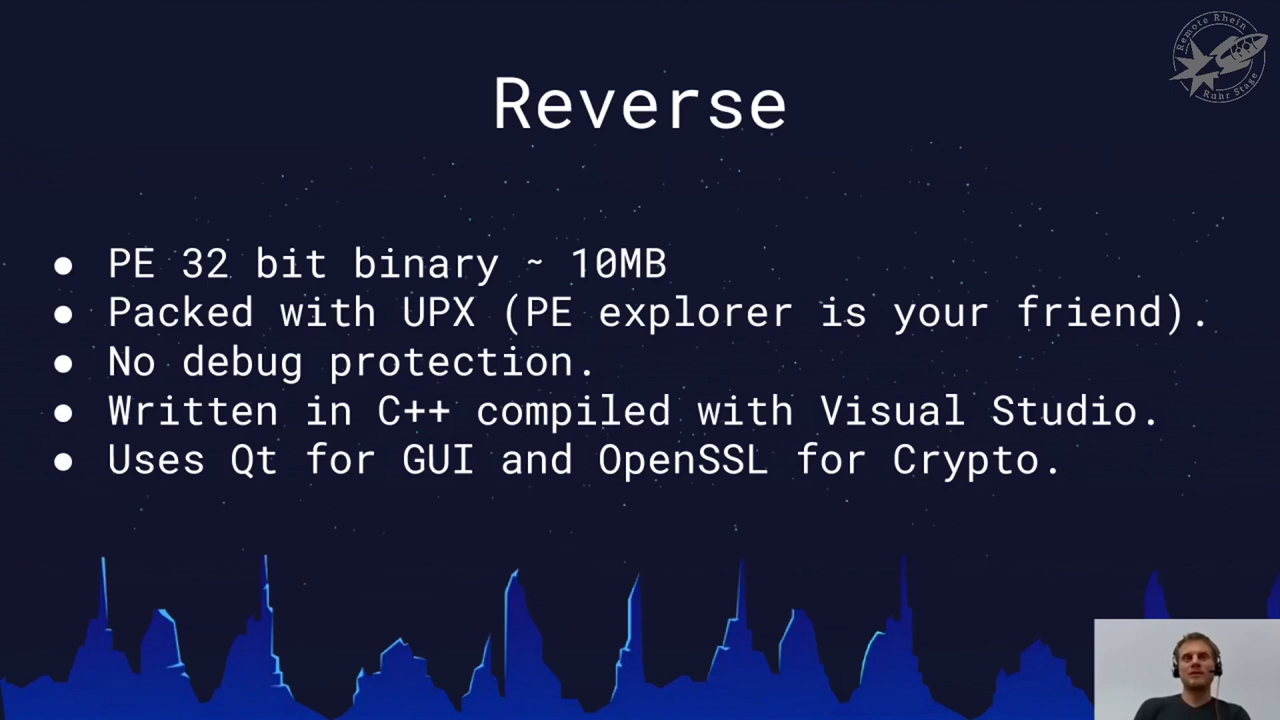 Remote Rhein
Ruhr Stage
Reverse
● PE 32 bit binary ~ 10MB
● Packed with UPX (PE explorer is your friend).
● No debug protection.
● Written in C++ compiled with Visual Studio.
● Uses Qt for GUI and OpenSSL for Crypto.